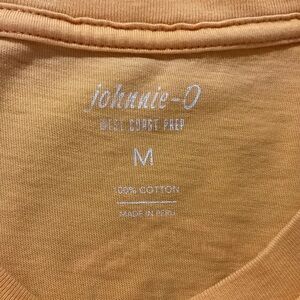 johnnie-O
WEST COAST PREP
M
100% COTTON
MADE IN PERU